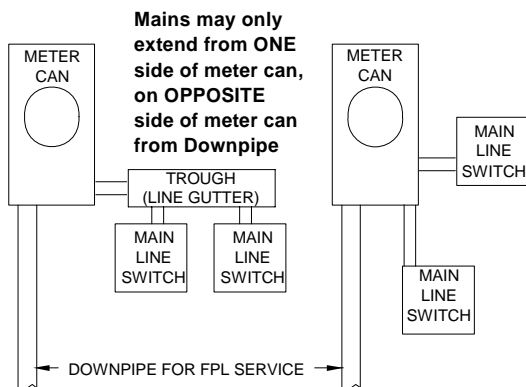 METER
CAN
Mains may only
extend from ONE
side of meter can,
on OPPOSITE
side of meter can
from Downpipe
METER
CAN
TROUGH
(LINE GUTTER)
MAIN
LINE
SWITCH
MAIN
LINE
SWITCH
MAIN
LINE
SWITCH
MAIN
LINE
SWITCH
DOWNPIPE FOR FPL SERVICE